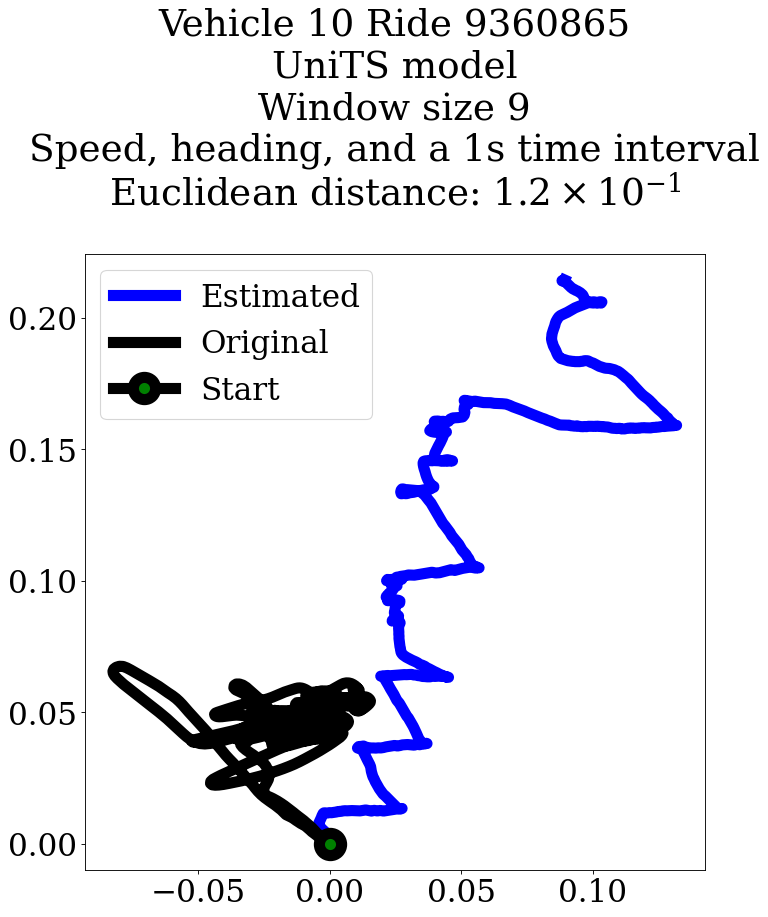 Vehicle 10 Ride 9360865
UniTS model
Window size 9
Speed, heading, and a 1s time interval
Euclidean distance: 1.2 × 10⁻¹
Estimated
Original
Start
0.20
0.15
0.10
0.05
0.00
−0.05 0.00 0.05 0.10